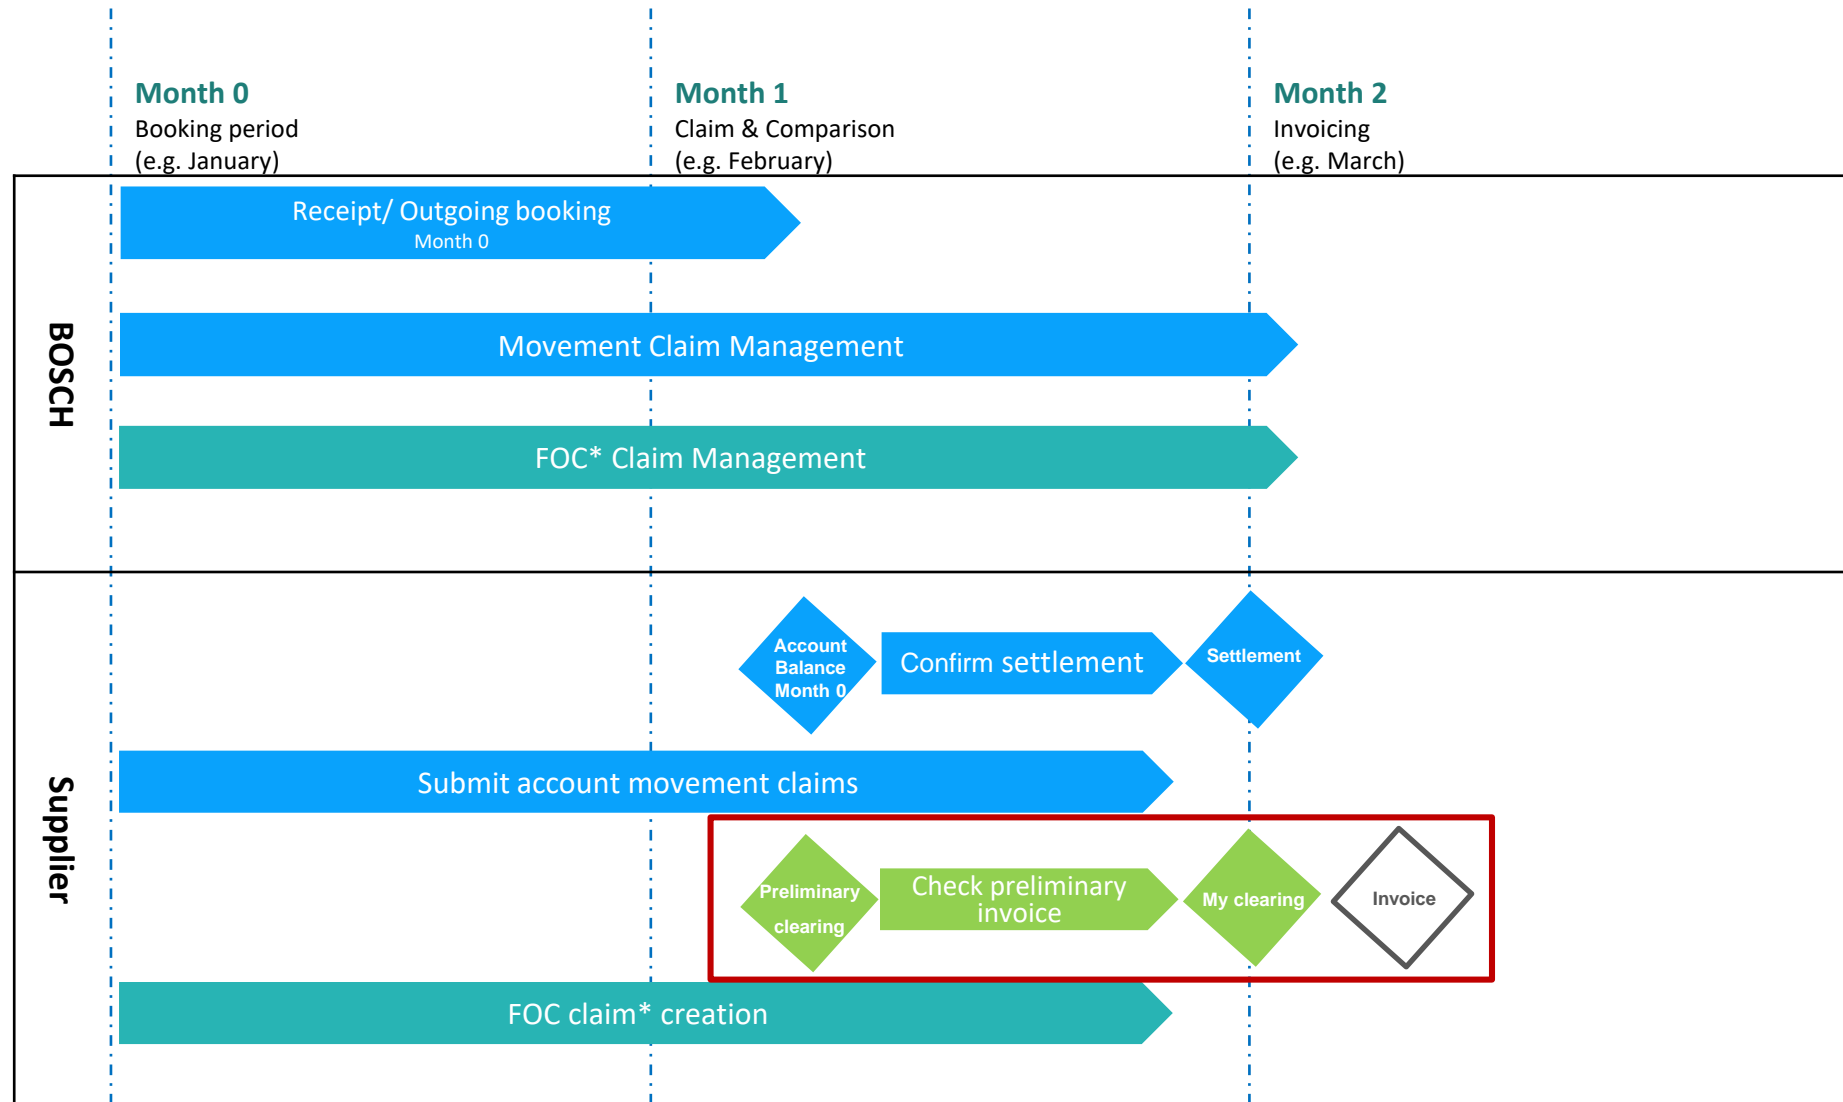 Month 0
Booking period
(e.g. January)
Month 1
Claim & Comparison
(e.g. February)
Month 2
Invoicing
(e.g. March)
BOSCH
Receipt/ Outgoing booking
Month 0
Movement Claim Management
FOC* Claim Management
Supplier
Account
Balance
Month 0
Confirm settlement
Settlement
Submit account movement claims
Preliminary
clearing
Check preliminary
invoice
My clearing
Invoice
FOC claim* creation